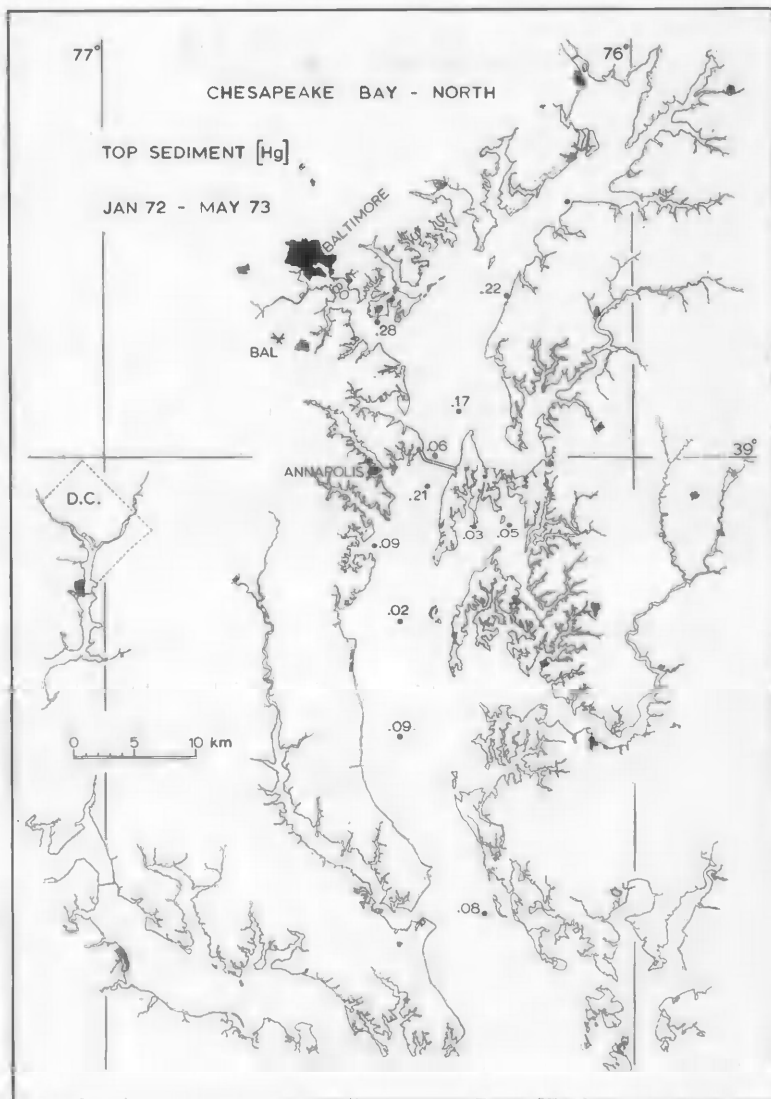 77°
76°
CHESAPEAKE BAY - NORTH
TOP SEDIMENT [Hg]
JAN 72 - MAY 73
BALTIMORE
.80
.22
.28
BAL
.17
.06
39°
ANNAPOLIS
.21
D.C.
.03
.05
.09
.02
.09
0 5 10 km
.08